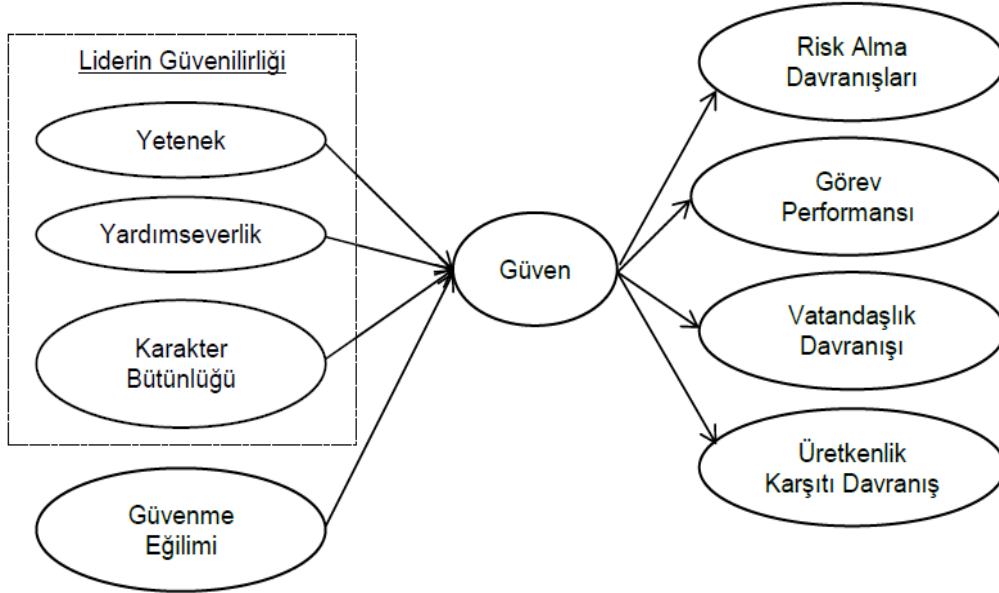 Liderin Güvenilirliği
Yetenek
Yardımseverlik
Karakter
Bütünlüğü
Güvenme
Eğilimi
Güven
Risk Alma
Davranışları
Görev
Performansı
Vatandaşlık
Davranışı
Üretkenlik
Karşıtı Davranış